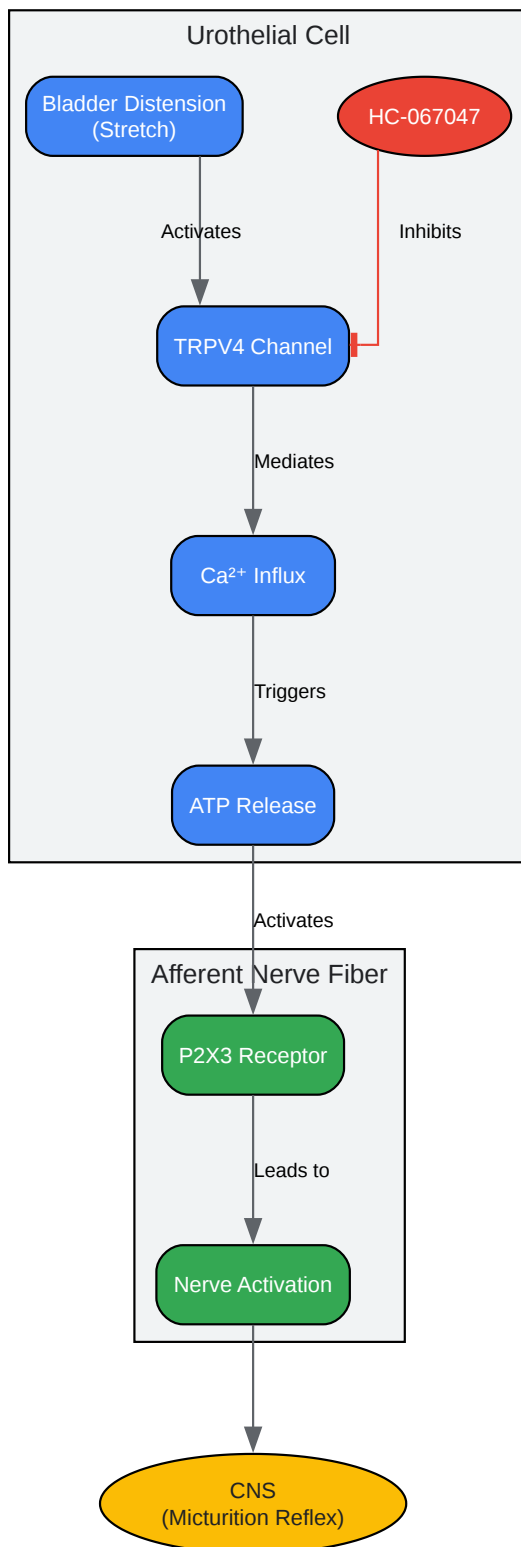 Urothelial Cell
Bladder Distension
(Stretch)
HC-067047
Activates
Inhibits
TRPV4 Channel
Mediates
Ca²⁺ Influx
Triggers
ATP Release
Activates
Afferent Nerve Fiber
P2X3 Receptor
Leads to
Nerve Activation
CNS
(Micturition Reflex)